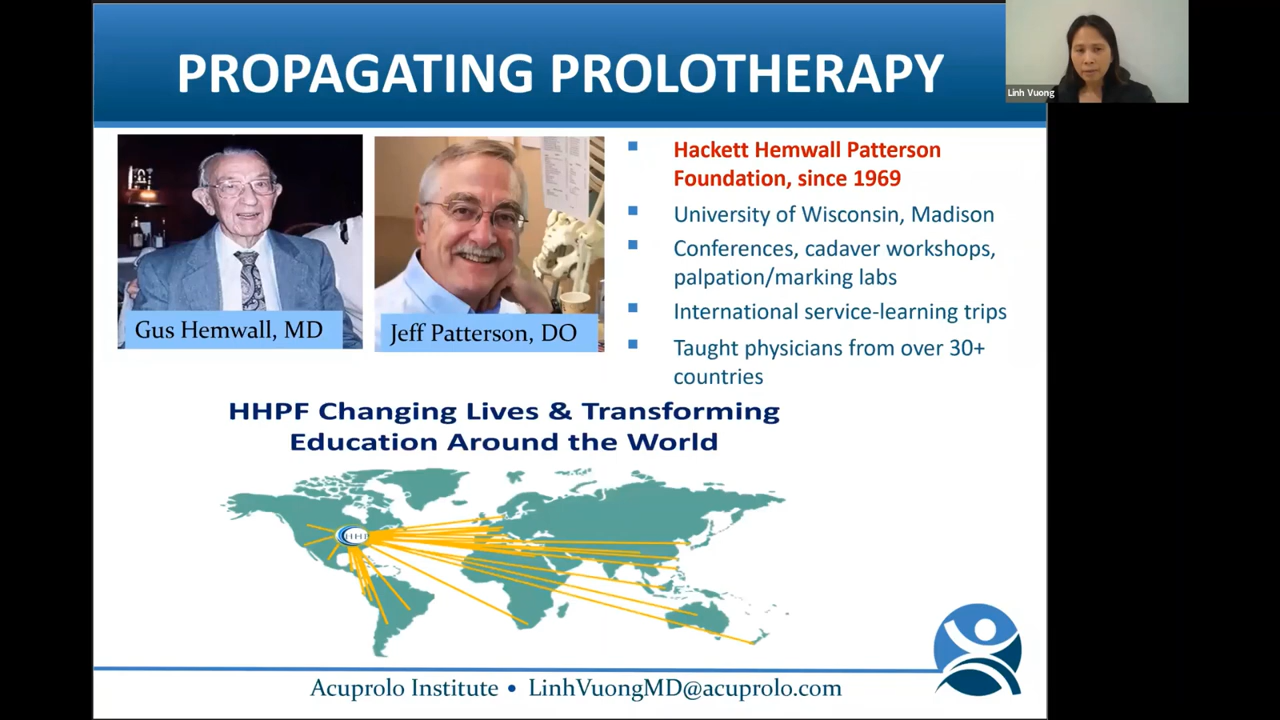 PROPAGATING PROLOTHERAPY
Linh Vuong
Gus Hemwall, MD
Jeff Patterson, DO
Hackett Hemwall Patterson
Foundation, since 1969
University of Wisconsin, Madison
Conferences, cadaver workshops,
palpation/marking labs
International service-learning trips
Taught physicians from over 30+
countries
HHPF Changing Lives & Transforming
Education Around the World
Acuprolo Institute • LinhVuongMD@acuprolo.com